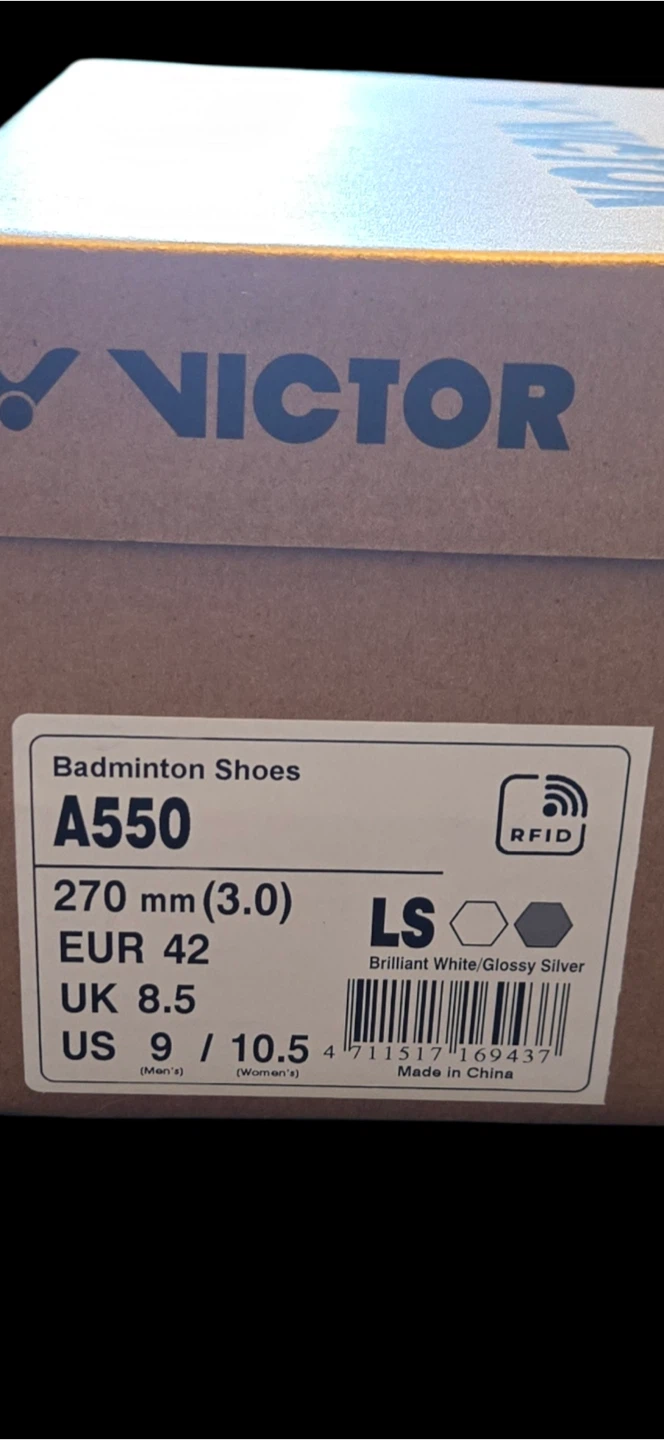 VICTOR
VICTOR
Badminton Shoes
A550
RFID
270 mm (3.0)
EUR 42
UK 8.5
US 9 / 10.5
(Men's) (Women's)
LS
Brilliant White/Glossy Silver
4 711517 169437
Made in China